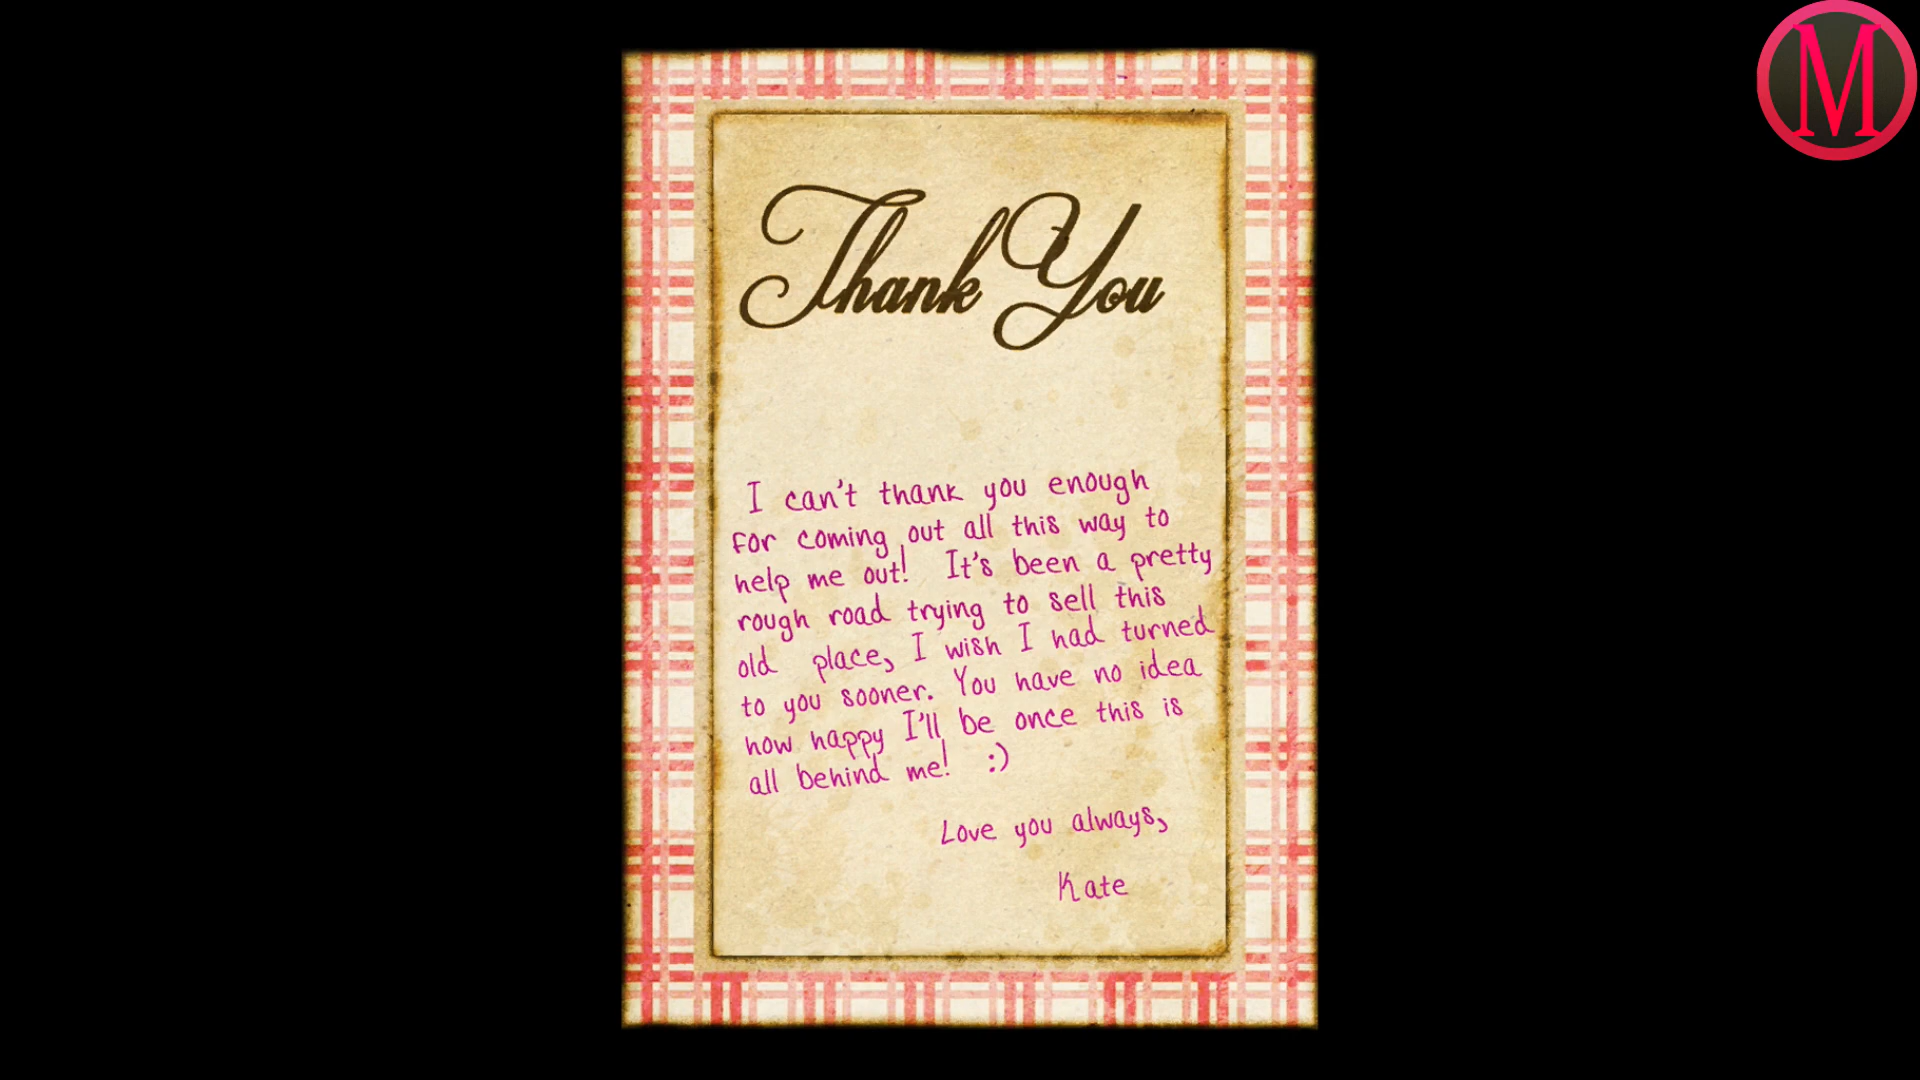 M
Thank You
I can't thank you enough
for coming out all this way to
help me out! It's been a pretty
rough road trying to sell this
old place, I wish I had turned
to you sooner. You have no idea
how happy I'll be once this is
all behind me! :)
Love you always,
Kate